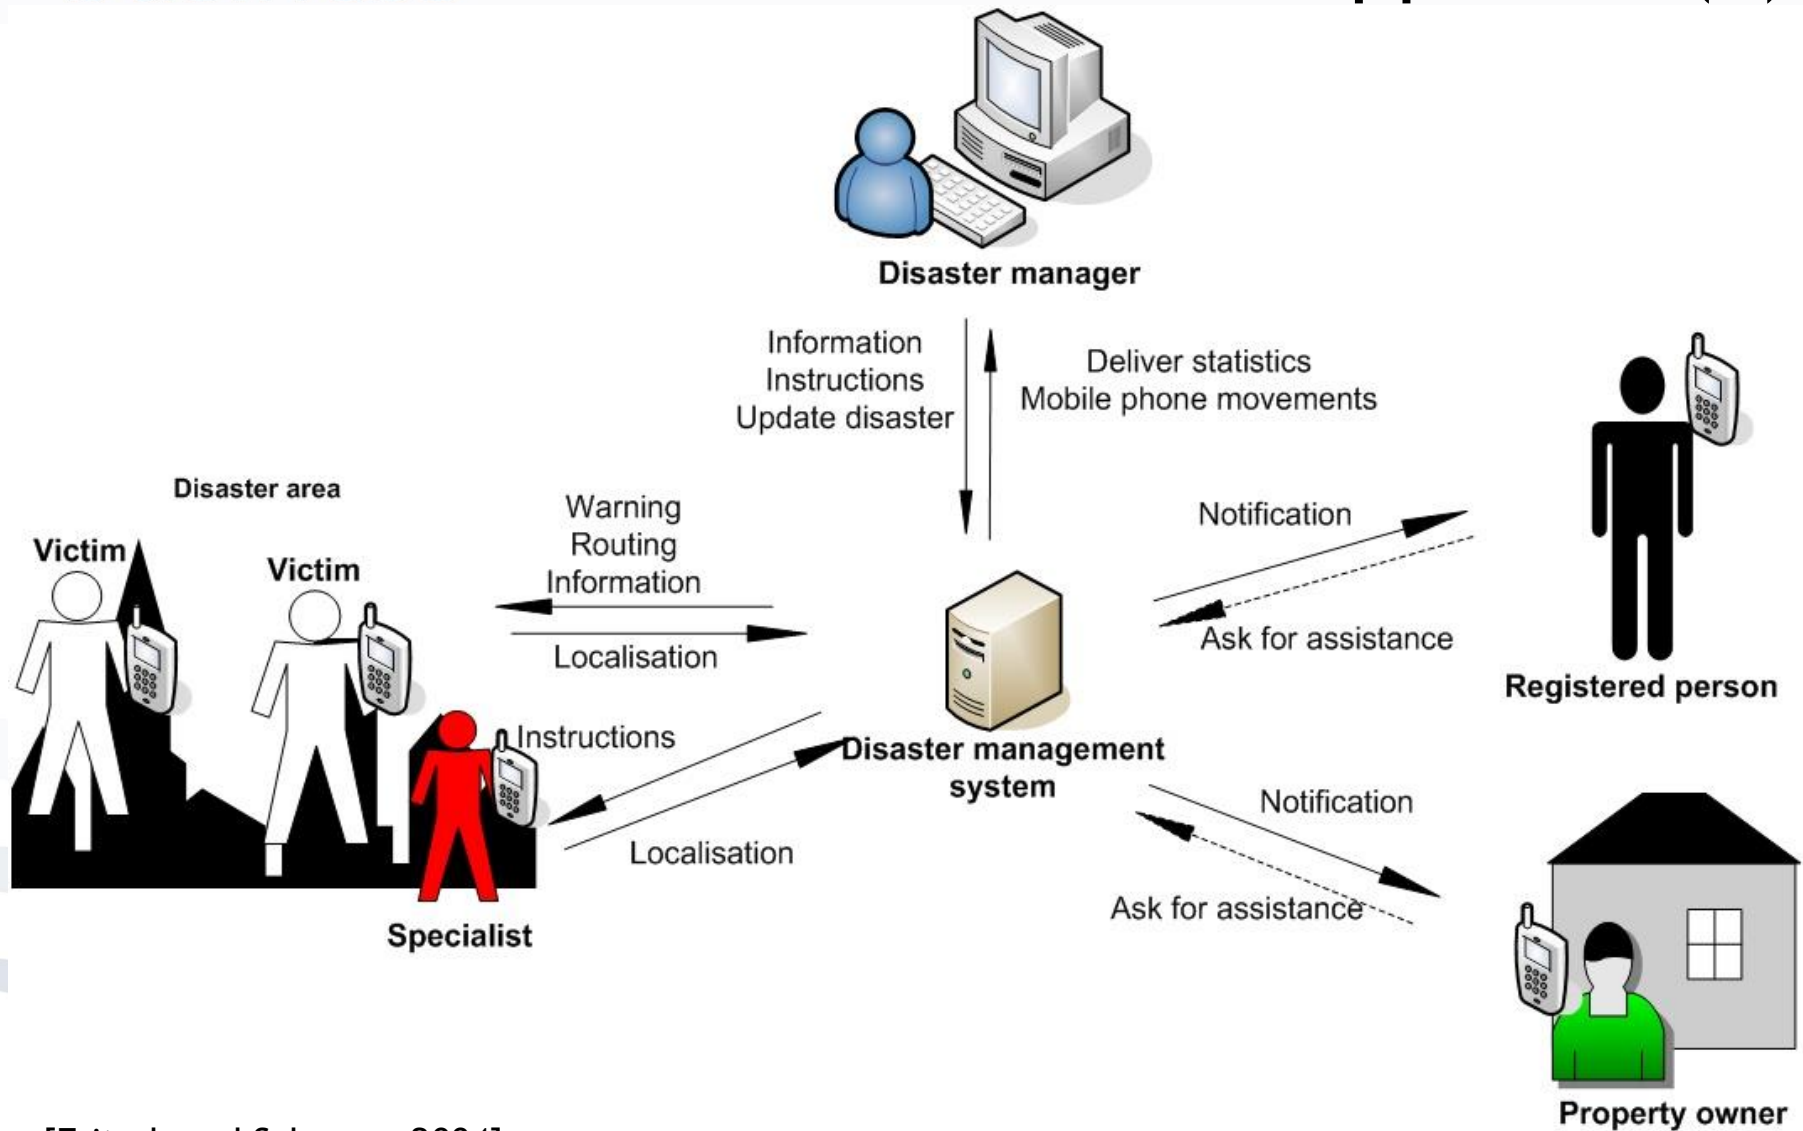 Disaster manager
Information
Instructions
Update disaster
Deliver statistics
Mobile phone movements
Disaster area
Victim
Victim
Warning
Routing
Information
Localisation
Notification
Ask for assistance
Registered person
Instructions
Localisation
Specialist
Disaster management
system
Notification
Ask for assistance
Property owner